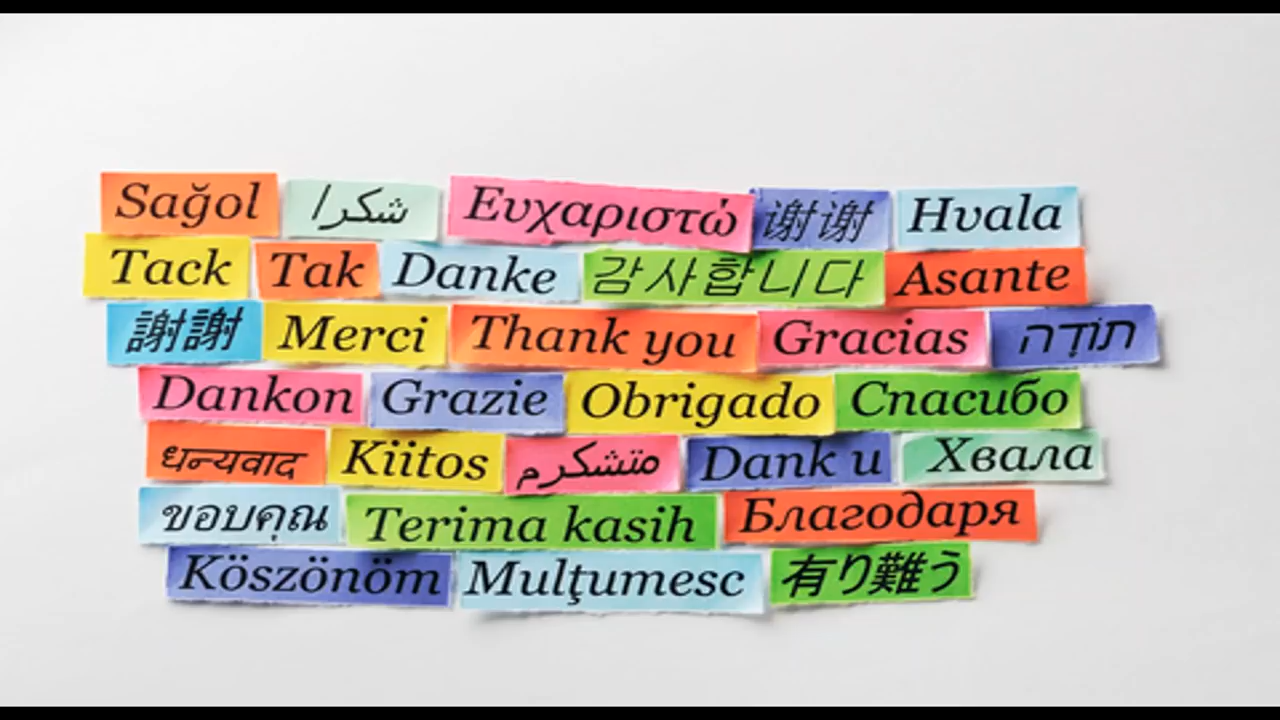 Sağol شكرا Ευχαριστώ 谢谢 Hvala
Tack Tak Danke 감사합니다 Asante
謝謝 Merci Thank you Gracias תוֹדָה
Dankon Grazie Obrigado Спасибо
धन्यवाद Kiitos متشکرم Dank u Хвала
ขอบคุณ Terima kasih Благодаря
Köszönöm Mulţumesc 有り難う